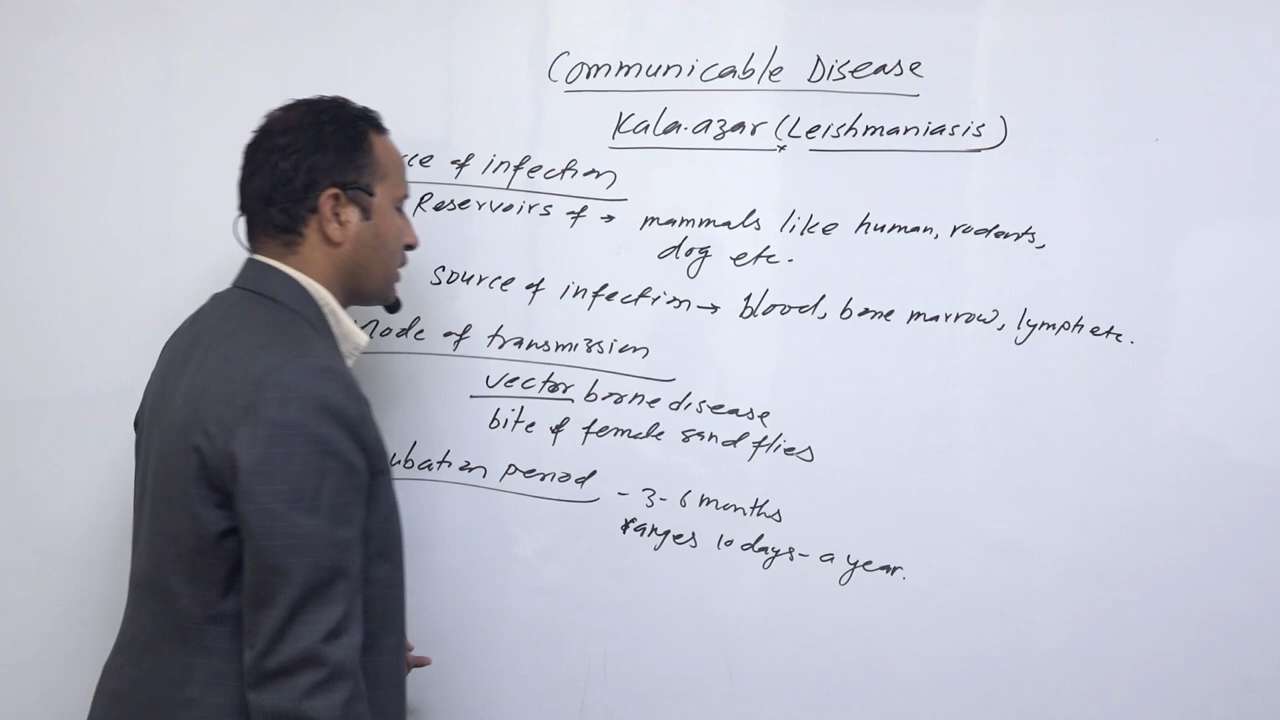 Communicable Disease
Kala-azar (Leishmaniasis)
ce of infection
Reservoirs of → mammals like human, rodents,
dog etc.
Source of infection → blood, bone marrow, lymph etc.
Mode of transmission
vector borne disease
bite of female sand flies
ubation period - 3-6 months
ranges 10 days - a year.